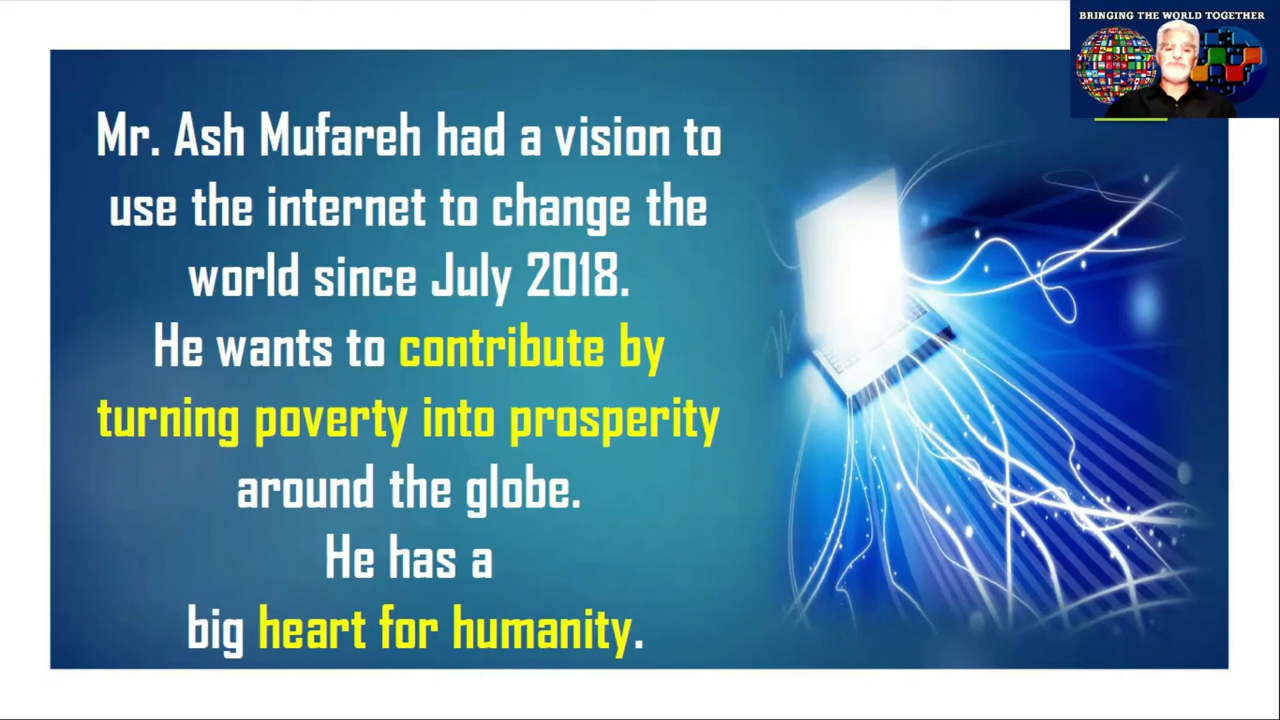 BRINGING THE WORLD TOGETHER
Mr. Ash Mufareh had a vision to
use the internet to change the
world since July 2018.
He wants to contribute by
turning poverty into prosperity
around the globe.
He has a
big heart for humanity.